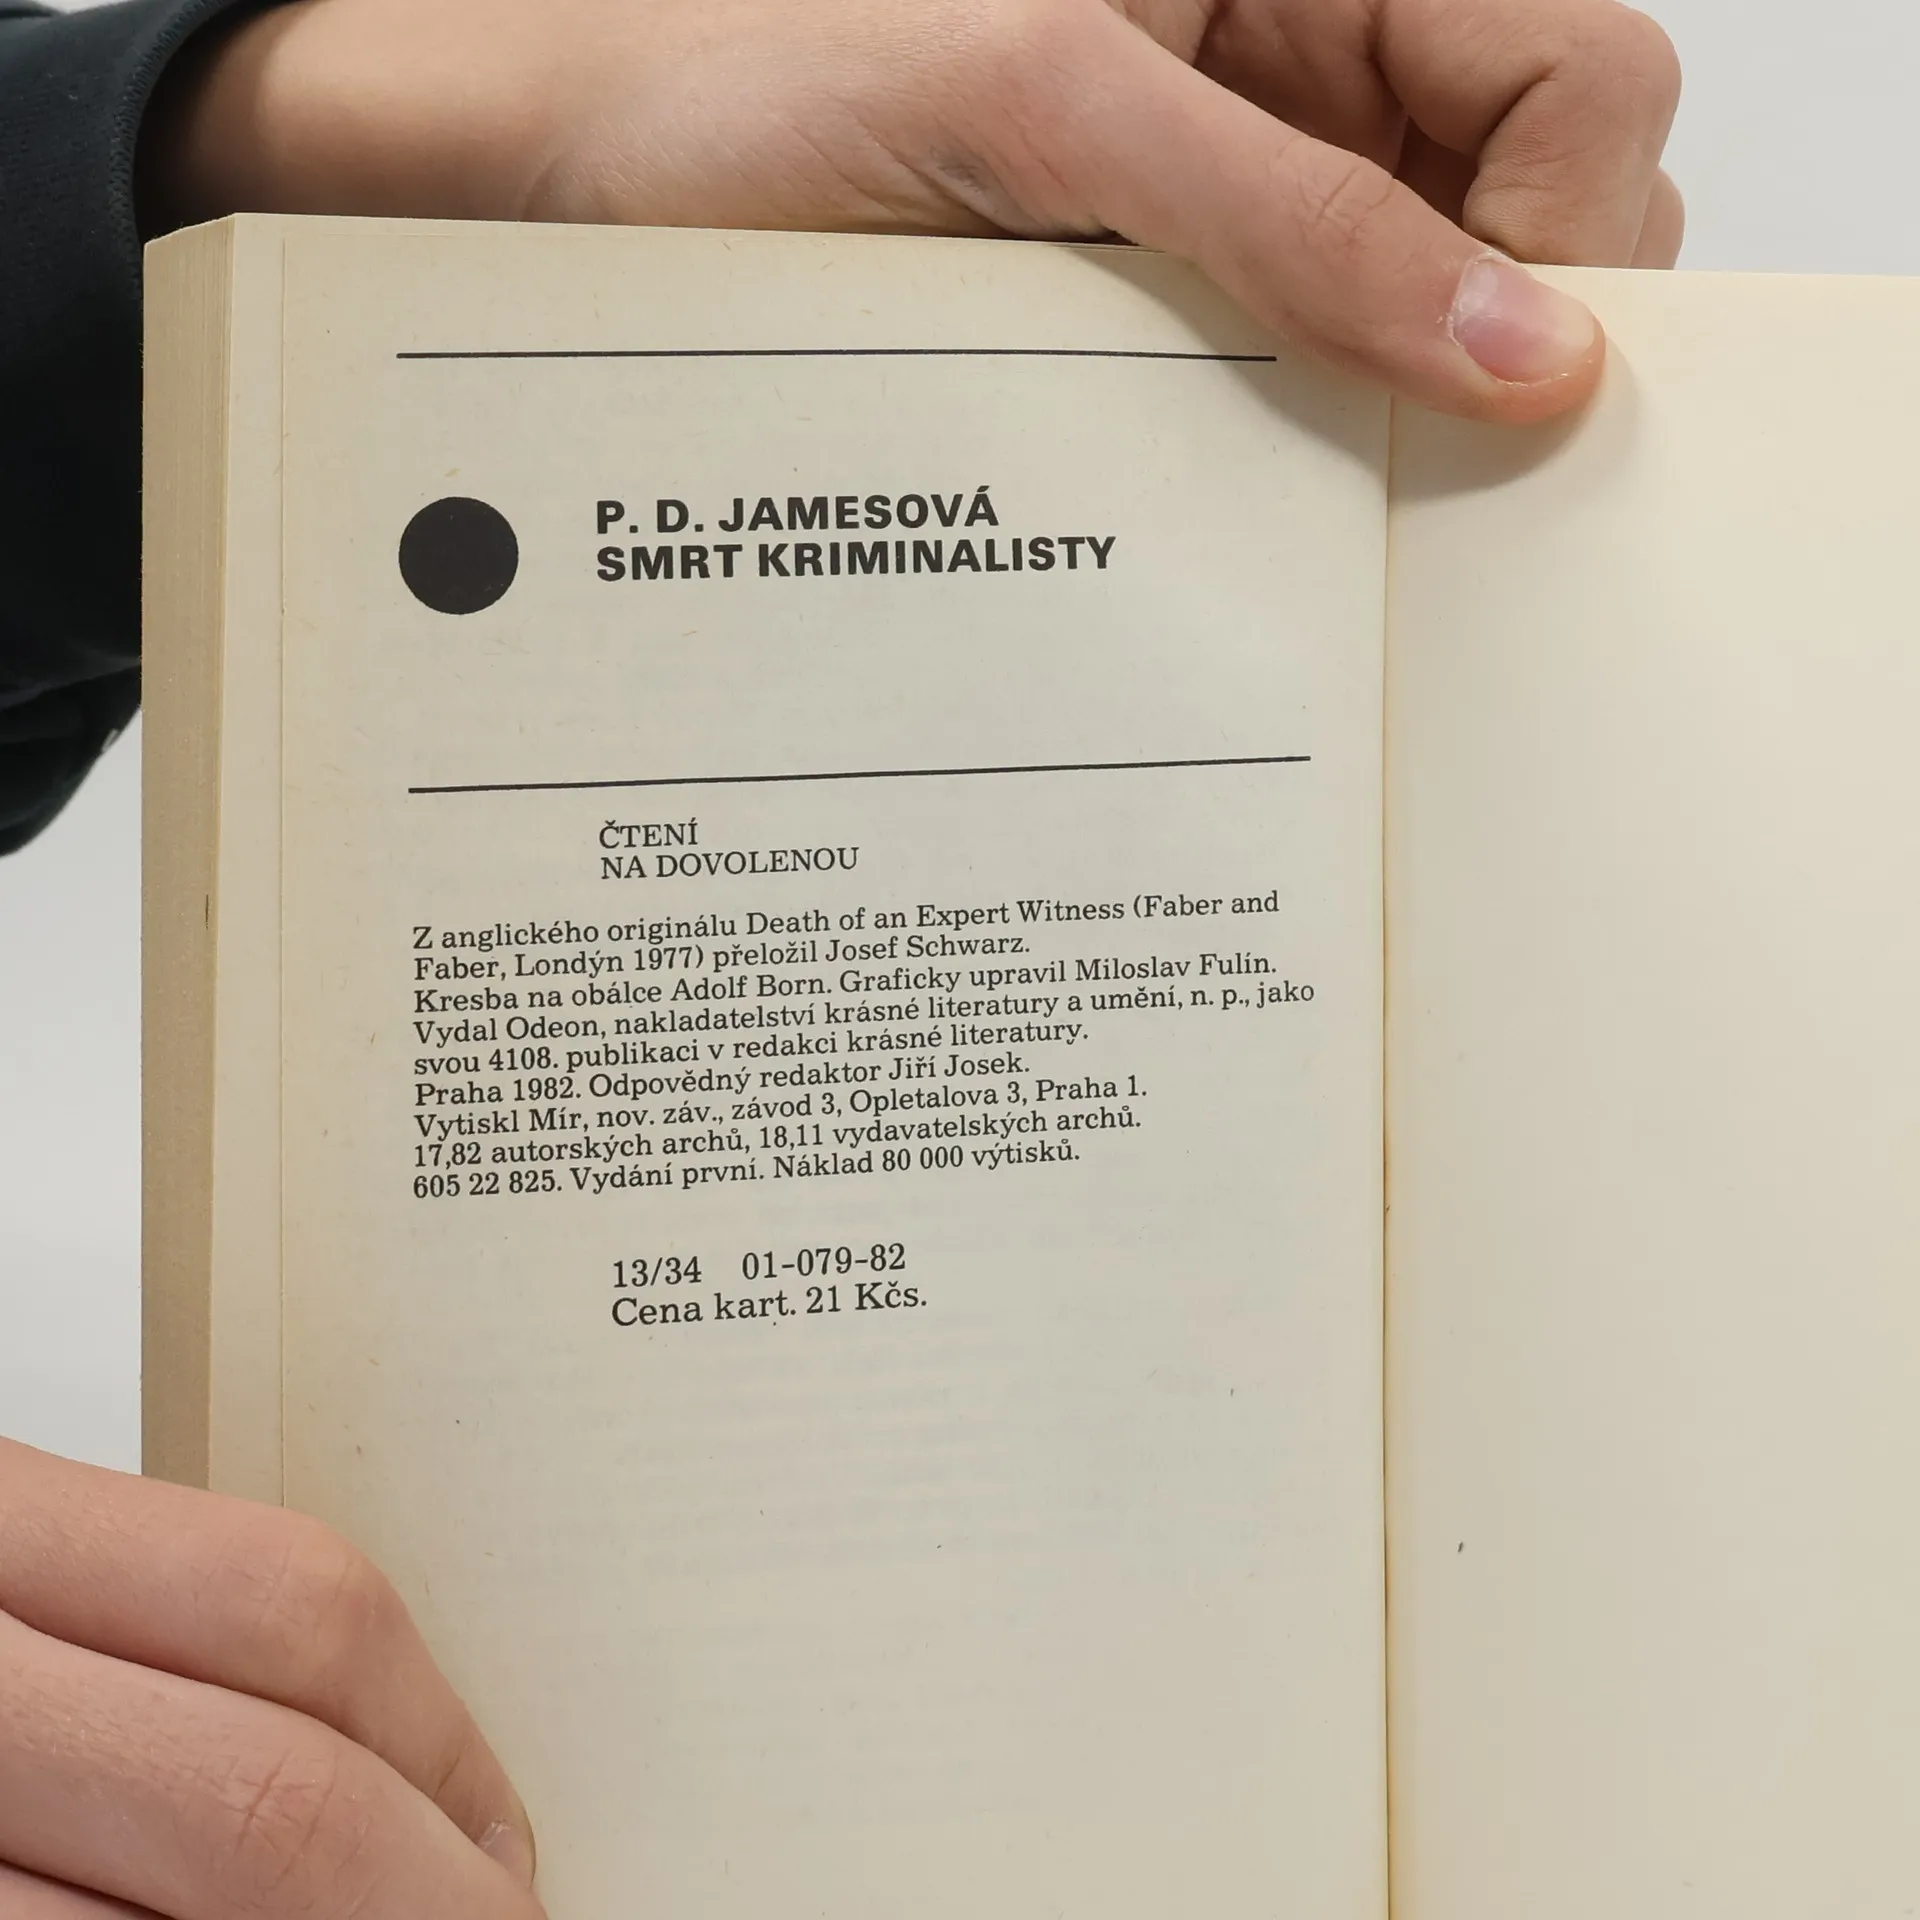 P. D. JAMESOVÁ
SMRT KRIMINALISTY
ČTENÍ
NA DOVOLENOU
Z anglického originálu Death of an Expert Witness (Faber and
Faber, Londýn 1977) přeložil Josef Schwarz.
Kresba na obálce Adolf Born. Graficky upravil Miloslav Fulín.
Vydal Odeon, nakladatelství krásné literatury a umění, n. p., jako
svou 4108. publikaci v redakci krásné literatury.
Praha 1982. Odpovědný redaktor Jiří Josek.
Vytiskl Mír, nov. záv., závod 3, Opletalova 3, Praha 1.
17,82 autorských archů, 18,11 vydavatelských archů.
605 22 825. Vydání první. Náklad 80 000 výtisků.
13/34 01-079-82
Cena kart. 21 Kčs.